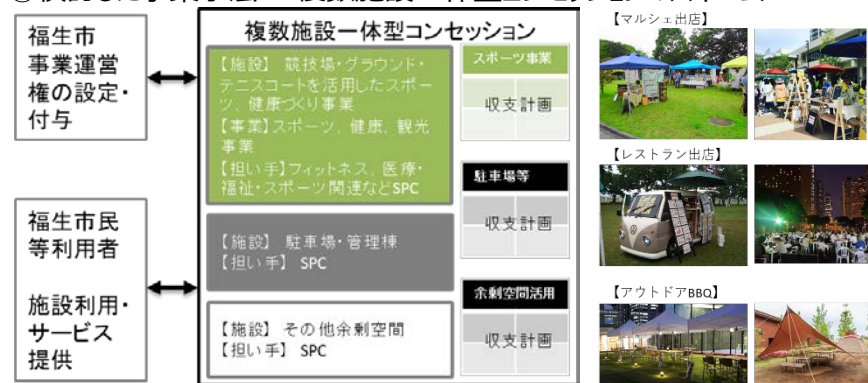 複数施設一体型コンセッション
福生市
事業運営
権の設定・
付与
福生市民
等利用者
施設利用・
サービス
提供
【施設】 競技場・グラウンド・
テニスコートを活用したスポー
ツ、健康づくり事業
【事業】スポーツ、健康、観光
事業
【担い手】フィットネス、医療・
福祉・スポーツ関連などSPC
スポーツ事業
収支計画
【施設】 駐車場・管理棟
【担い手】 SPC
駐車場等
収支計画
【施設】 その他余剰空間
【担い手】 SPC
余剰空間活用
収支計画
【マルシェ出店】
【レストラン出店】
【アウトドアBBQ】